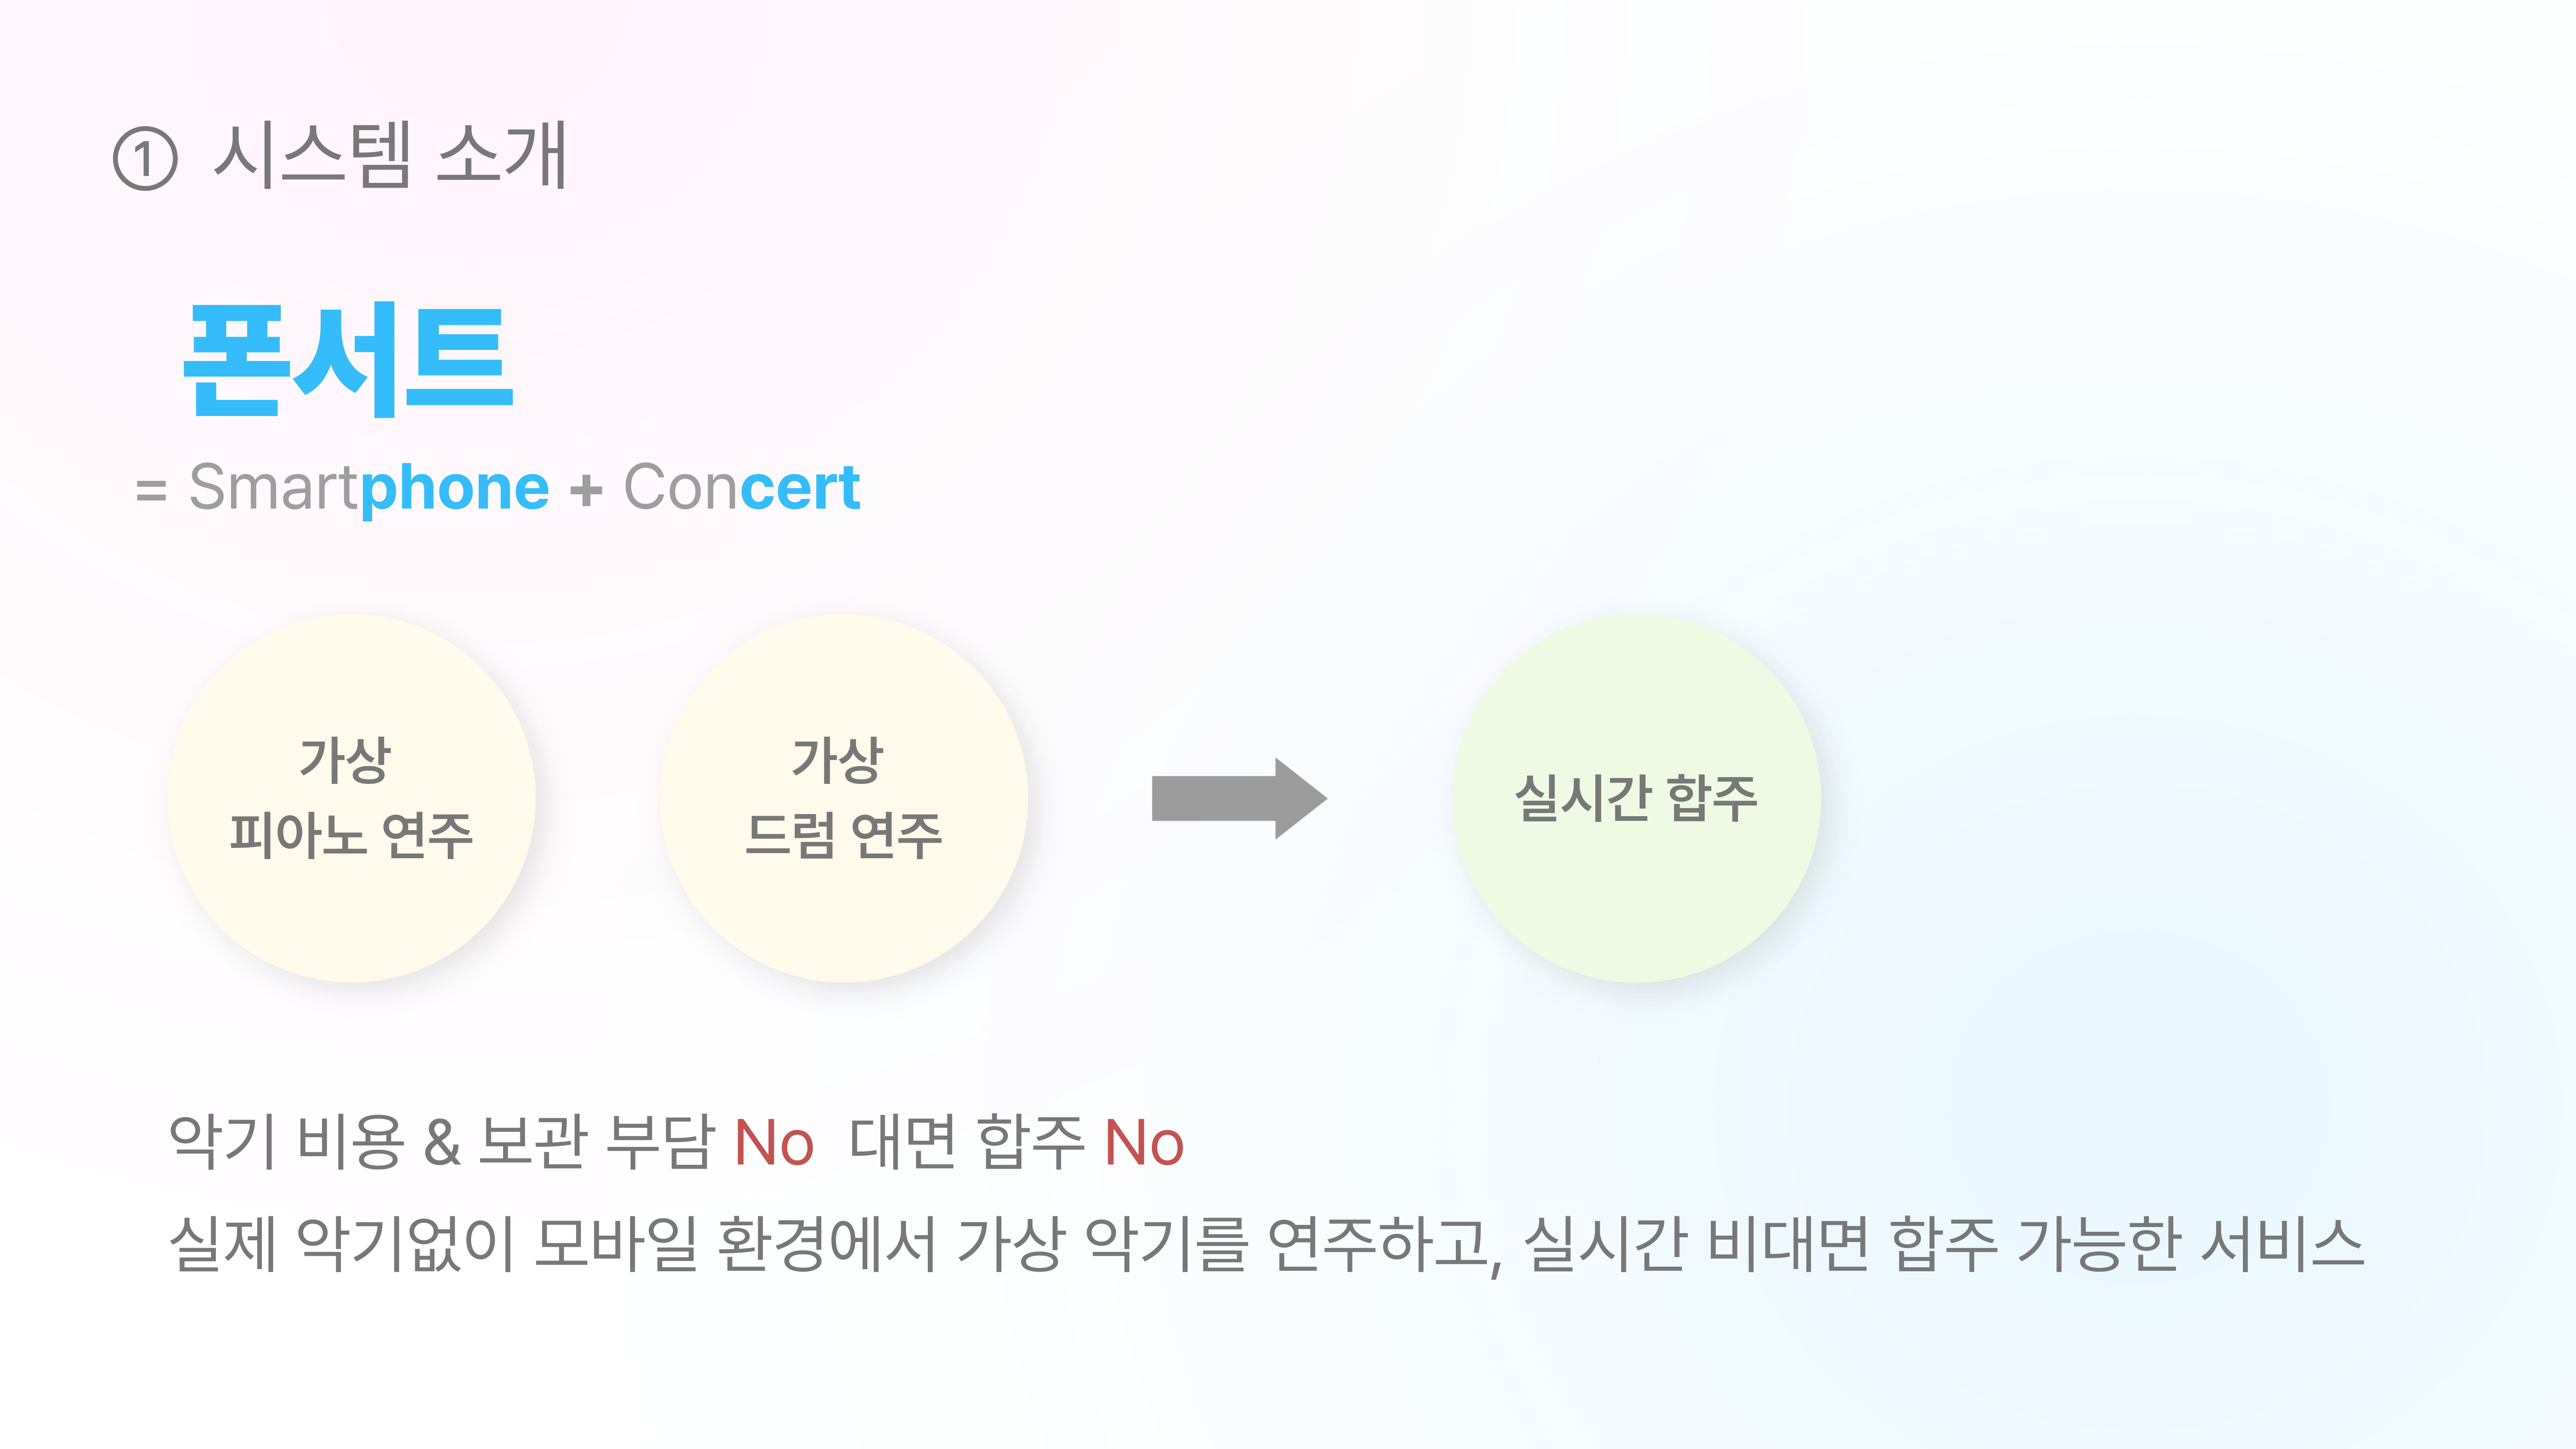 ① 시스템 소개
폰서트
= Smartphone + Concert
가상
피아노 연주
가상
드럼 연주
실시간 합주
악기 비용 & 보관 부담 No 대면 합주 No
실제 악기없이 모바일 환경에서 가상 악기를 연주하고, 실시간 비대면 합주 가능한 서비스